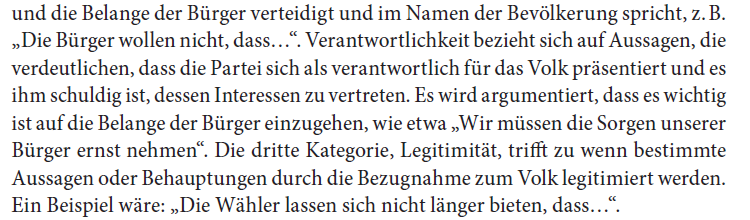 und die Belange der Bürger verteidigt und im Namen der Bevölkerung spricht, z. B.
„Die Bürger wollen nicht, dass…“. Verantwortlichkeit bezieht sich auf Aussagen, die
verdeutlichen, dass die Partei sich als verantwortlich für das Volk präsentiert und es
ihm schuldig ist, dessen Interessen zu vertreten. Es wird argumentiert, dass es wichtig
ist auf die Belange der Bürger einzugehen, wie etwa „Wir müssen die Sorgen unserer
Bürger ernst nehmen“. Die dritte Kategorie, Legitimität, trifft zu wenn bestimmte
Aussagen oder Behauptungen durch die Bezugnahme zum Volk legitimiert werden.
Ein Beispiel wäre: „Die Wähler lassen sich nicht länger bieten, dass…“.